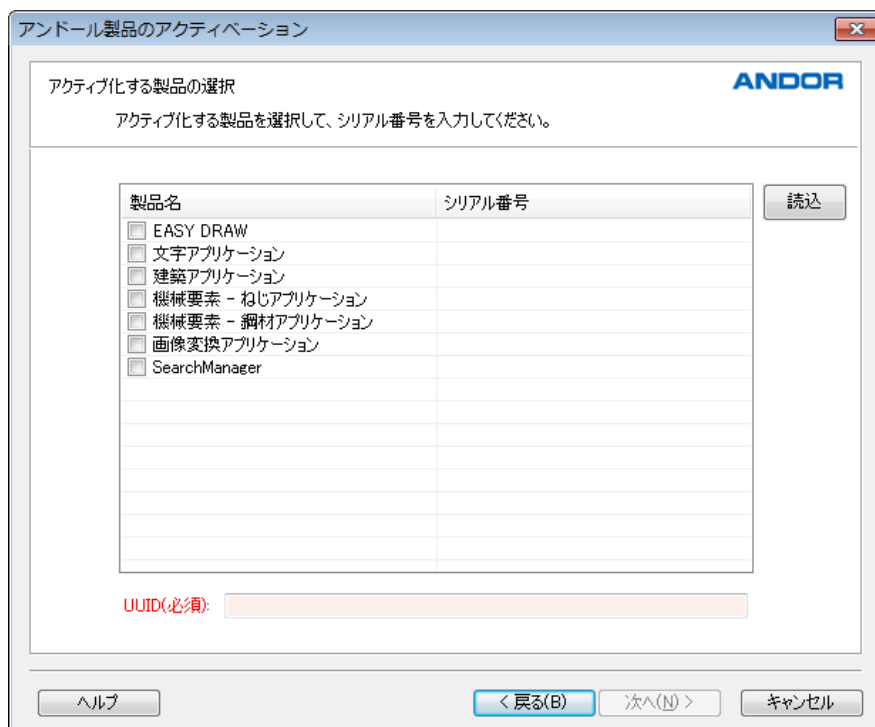 アンドール製品のアクティベーション
アクティブ化する製品の選択
ANDOR
アクティブ化する製品を選択して、シリアル番号を入力してください。
製品名 シリアル番号
読込
EASY DRAW
文字アプリケーション
建築アプリケーション
機械要素 - ねじアプリケーション
機械要素 - 鋼材アプリケーション
画像変換アプリケーション
SearchManager
UUID(必須):
ヘルプ
< 戻る(B)
次へ(N) >
キャンセル